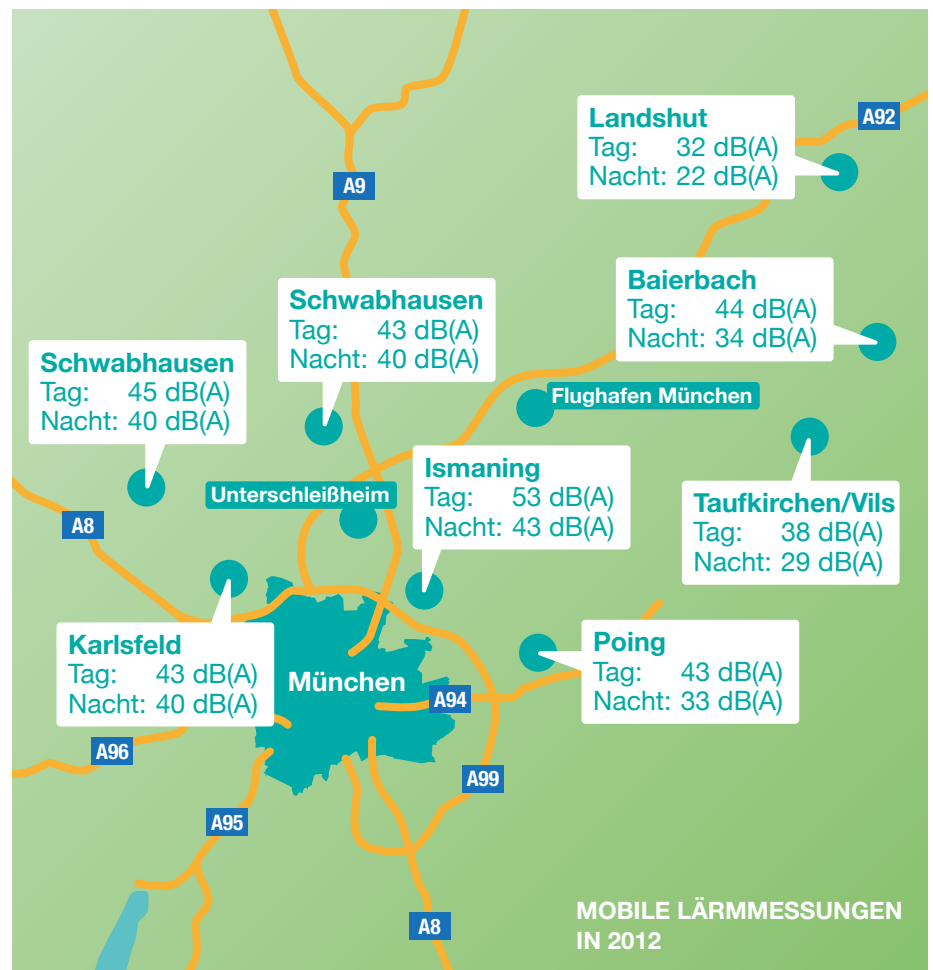 Landshut
Tag: 32 dB(A)
Nacht: 22 dB(A)
A92
A9
Baierbach
Tag: 44 dB(A)
Nacht: 34 dB(A)
Schwabhausen
Tag: 43 dB(A)
Nacht: 40 dB(A)
Schwabhausen
Tag: 45 dB(A)
Nacht: 40 dB(A)
Flughafen München
Ismaning
Tag: 53 dB(A)
Nacht: 43 dB(A)
Unterschleißheim
Taufkirchen/Vils
Tag: 38 dB(A)
Nacht: 29 dB(A)
A8
Karlsfeld
Tag: 43 dB(A)
Nacht: 40 dB(A)
Poing
Tag: 43 dB(A)
Nacht: 33 dB(A)
München
A94
A96
A99
A95
A8
MOBILE LÄRMMESSUNGEN
IN 2012